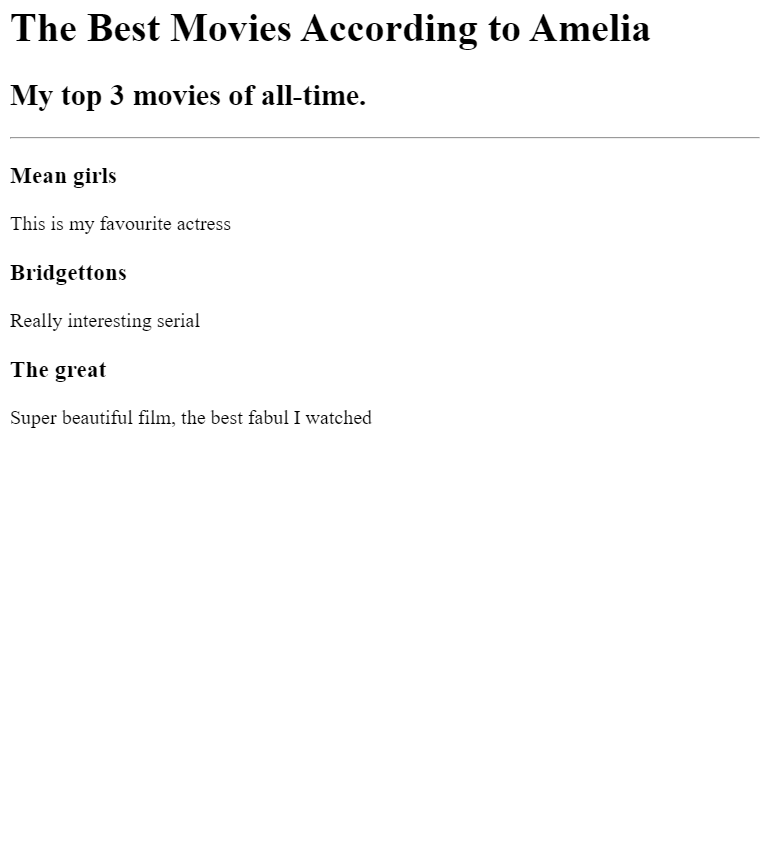 The Best Movies According to Amelia
My top 3 movies of all-time.
Mean girls
This is my favourite actress
Bridgettons
Really interesting serial
The great
Super beautiful film, the best fabul I watched